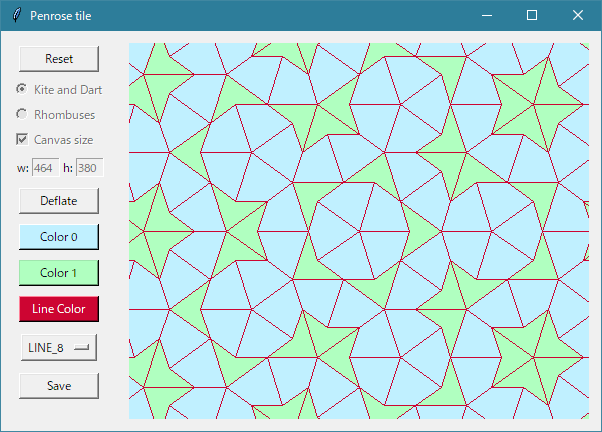 Penrose tile
Reset
Kite and Dart
Rhombuses
Canvas size
w: 464 h: 380
Deflate
Color 0
Color 1
Line Color
LINE_8
Save